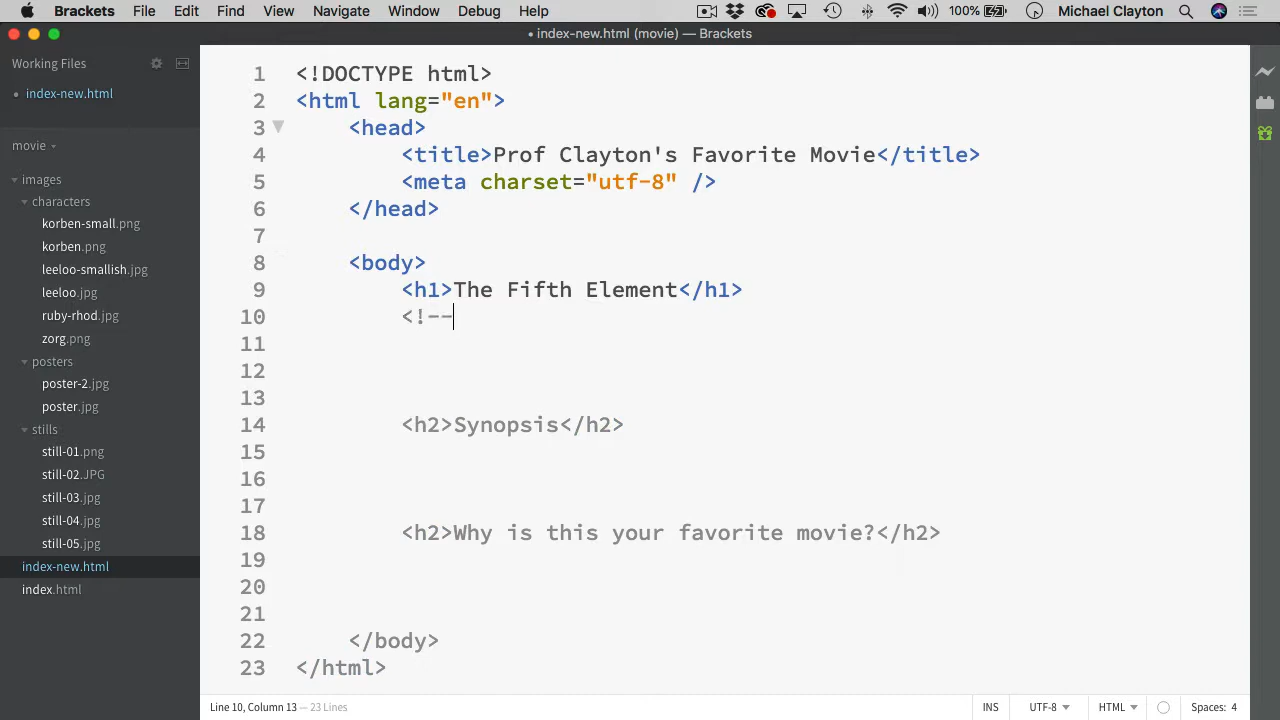 Brackets File Edit Find View Navigate Window Debug Help 100% Michael Clayton
• index-new.html (movie) — Brackets
Working Files
• index-new.html
movie
images
characters
korben-small.png
korben.png
leeloo-smallish.jpg
leeloo.jpg
ruby-rhod.jpg
zorg.png
posters
poster-2.jpg
poster.jpg
stills
still-01.png
still-02.JPG
still-03.jpg
still-04.jpg
still-05.jpg
index-new.html
index.html
1 <!DOCTYPE html>
2 <html lang="en">
3 <head>
4 <title>Prof Clayton's Favorite Movie</title>
5 <meta charset="utf-8" />
6 </head>
7
8 <body>
9 <h1>The Fifth Element</h1>
10 <!--
11
12
13
14 <h2>Synopsis</h2>
15
16
17
18 <h2>Why is this your favorite movie?</h2>
19
20
21
22 </body>
23 </html>
Line 10, Column 13 — 23 Lines INS UTF-8 HTML Spaces: 4